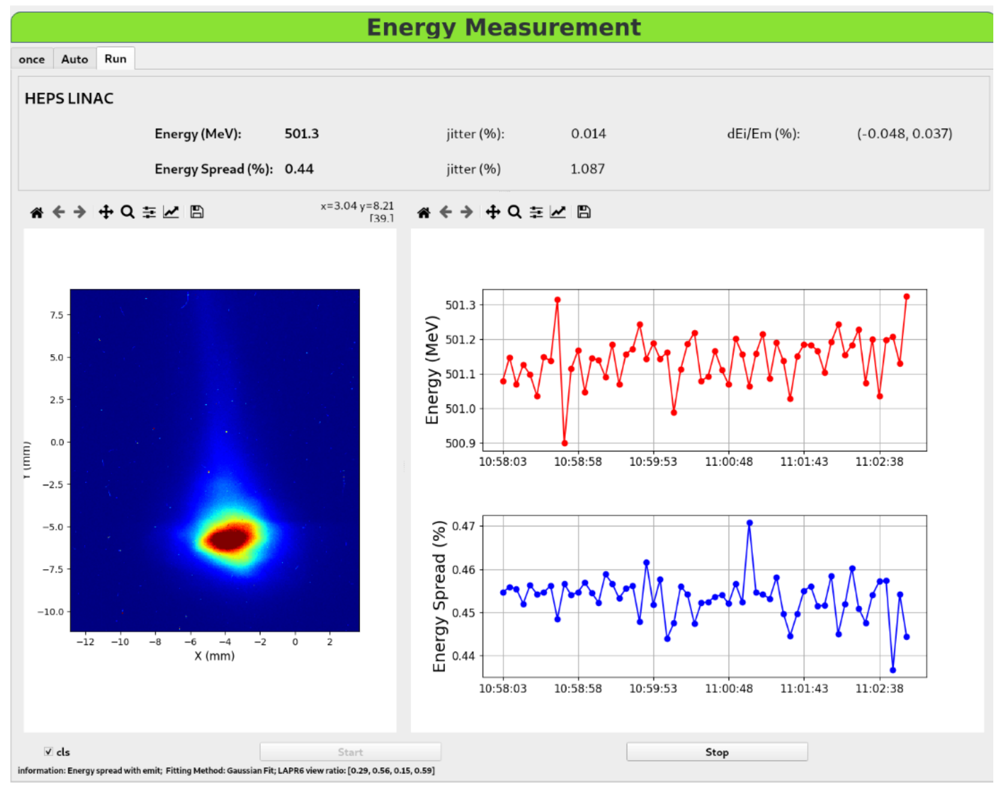 Energy Measurement
once Auto Run
HEPS LINAC
Energy (MeV): 501.3 jitter (%): 0.014 dEi/Em (%): (-0.048, 0.037)
Energy Spread (%): 0.44 jitter (%) 1.087
x=3.04 y=8.21
[39.]
7.5
5.0
2.5
0.0
−2.5
−5.0
−7.5
−10.0
Y (mm)
−12 −10 −8 −6 −4 −2 0 2
X (mm)
501.3
501.2
501.1
501.0
500.9
Energy (MeV)
10:58:03 10:58:58 10:59:53 11:00:48 11:01:43 11:02:38
0.47
0.46
0.45
0.44
Energy Spread (%)
10:58:03 10:58:58 10:59:53 11:00:48 11:01:43 11:02:38
cls Start Stop
information: Energy spread with emit; Fitting Method: Gaussian Fit; LAPR6 view ratio: [0.29, 0.56, 0.15, 0.59]